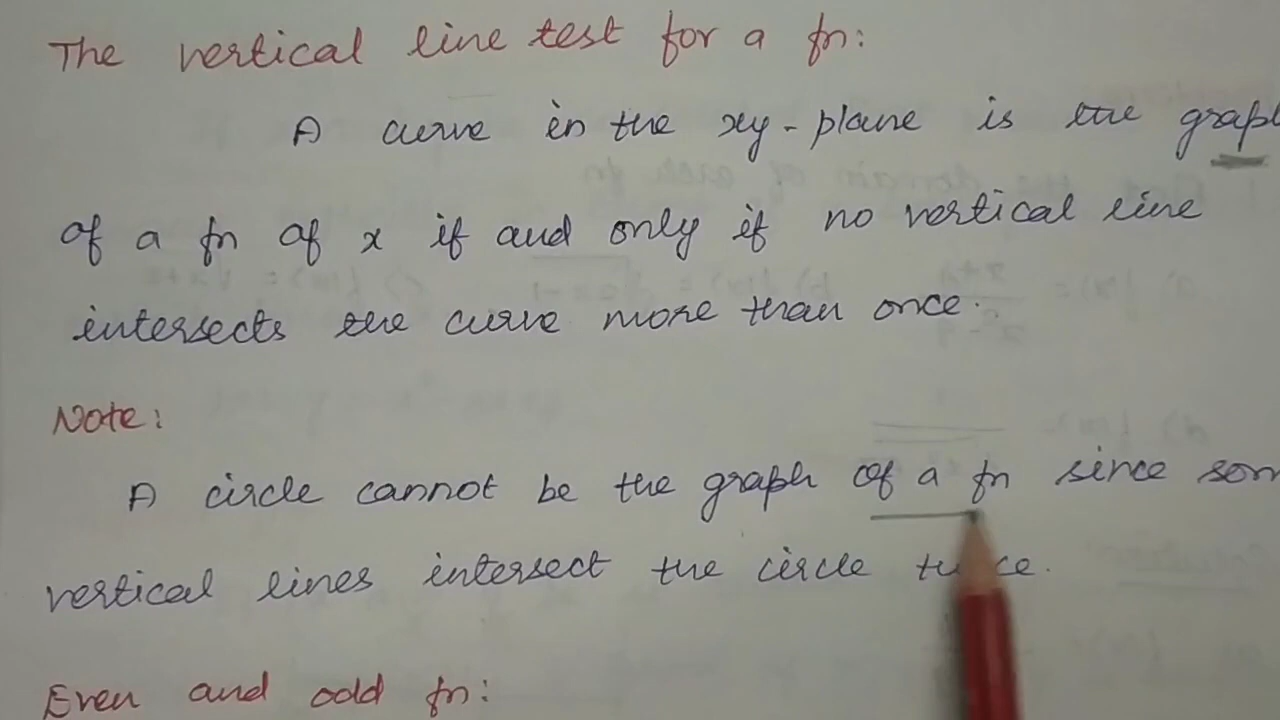 The vertical line test for a fn:
A curve in the xy-plane is the grap
of a fn of x if and only if no vertical line
intersects the curve more than once.
Note:
A circle cannot be the graph of a fn since som
vertical lines intersect the circle
Even and odd fn: